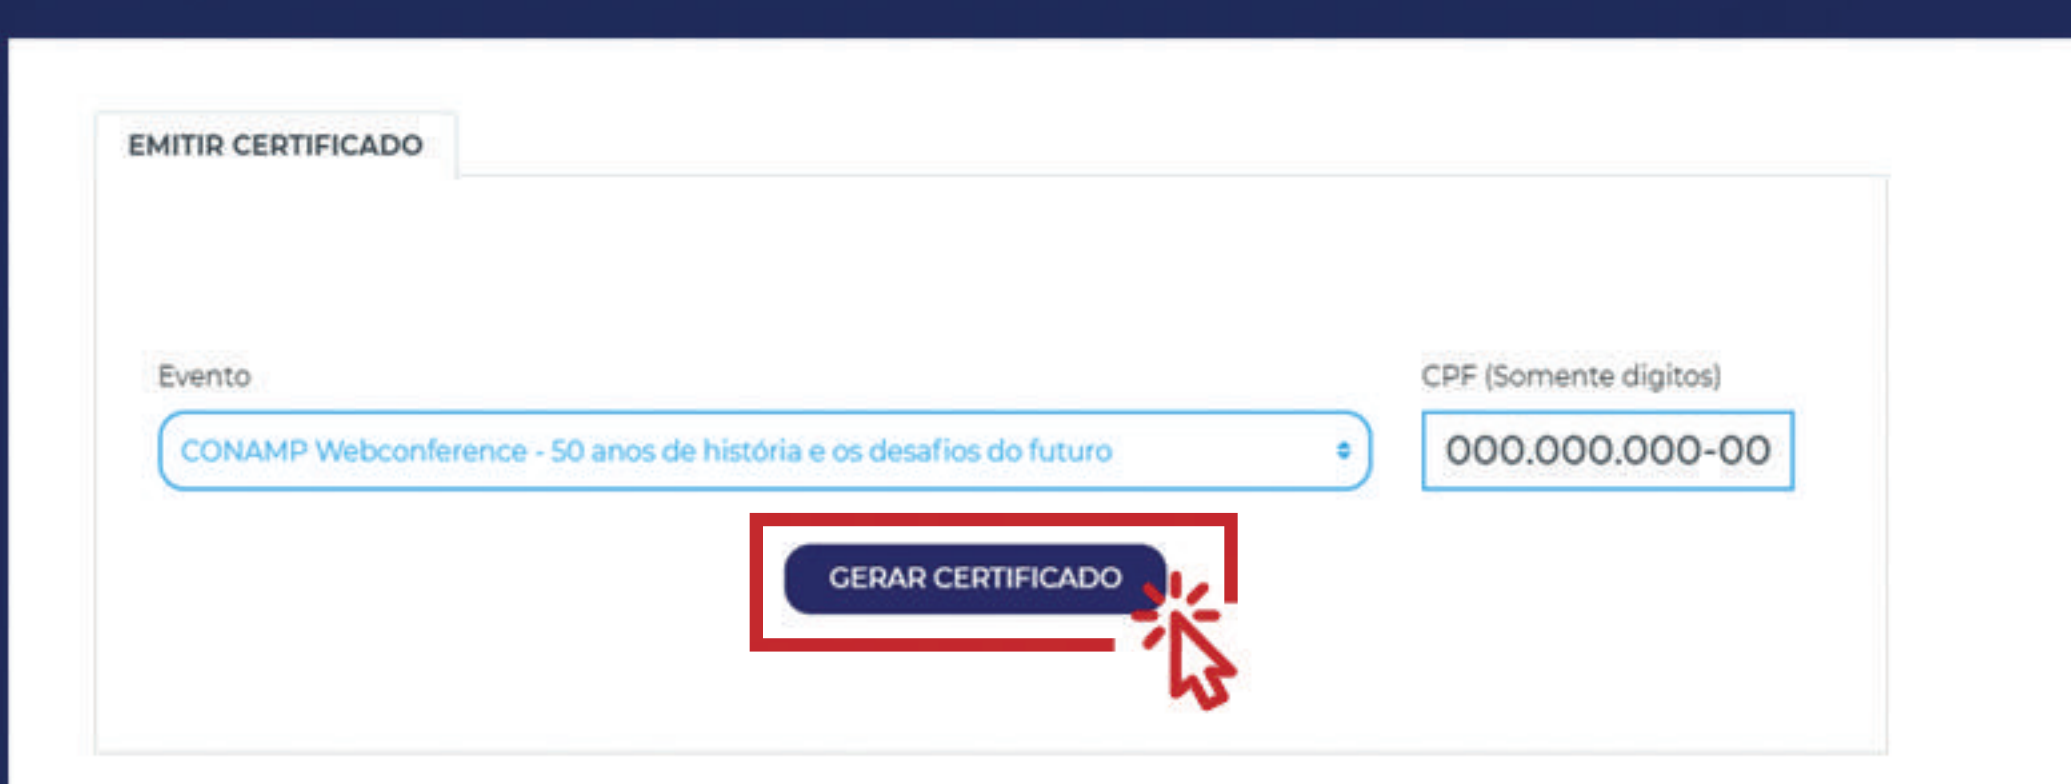 EMITIR CERTIFICADO
Evento
CPF (Somente digitos)
CONAMP Webconference - 50 anos de história e os desafios do futuro
000.000.000-00
GERAR CERTIFICADO